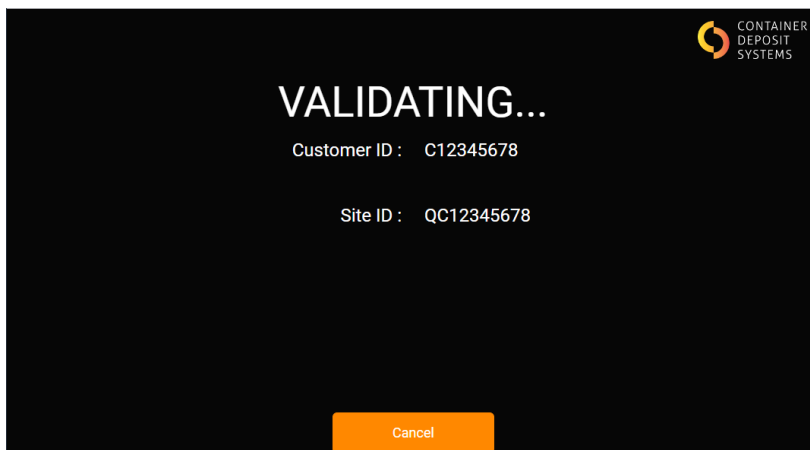 CONTAINER
DEPOSIT
SYSTEMS
VALIDATING...
Customer ID : C12345678
Site ID : QC12345678
Cancel